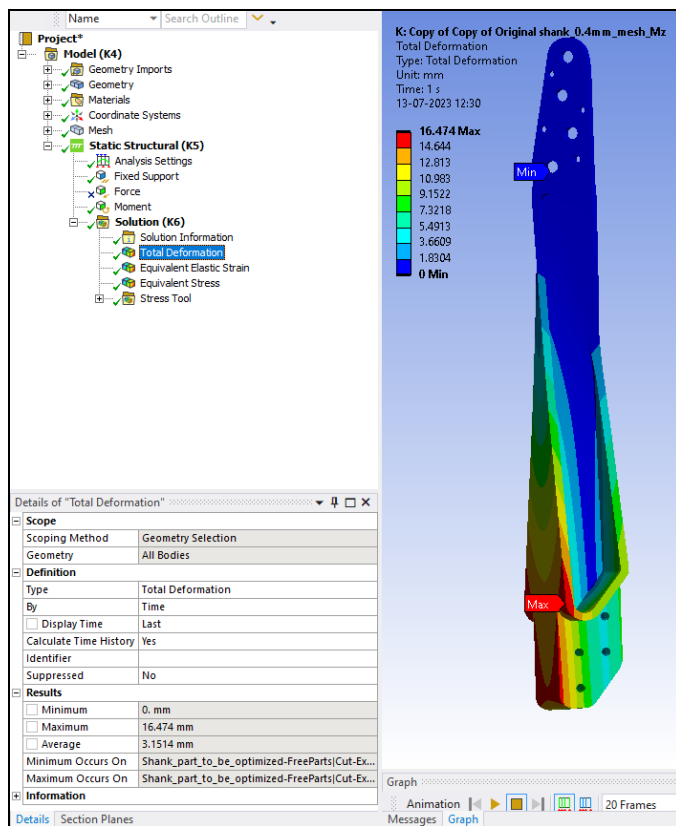 Name
Search Outline
Project*
Model (K4)
Geometry Imports
Geometry
Materials
Coordinate Systems
Mesh
Static Structural (K5)
Analysis Settings
Fixed Support
Force
Moment
Solution (K6)
Solution Information
Total Deformation
Equivalent Elastic Strain
Equivalent Stress
Stress Tool
Details of "Total Deformation"
Scope
Scoping Method Geometry Selection
Geometry All Bodies
Definition
Type Total Deformation
By Time
Display Time Last
Calculate Time History Yes
Identifier
Suppressed No
Results
Minimum 0. mm
Maximum 16.474 mm
Average 3.1514 mm
Minimum Occurs On Shank_part_to_be_optimized-FreeParts|Cut-Ex...
Maximum Occurs On Shank_part_to_be_optimized-FreeParts|Cut-Ex...
Information
Details Section Planes
K: Copy of Copy of Original shank_0.4mm_mesh_Mz
Total Deformation
Type: Total Deformation
Unit: mm
Time: 1 s
13-07-2023 12:30
16.474 Max
14.644
12.813
10.983
9.1522
7.3218
5.4913
3.6609
1.8304
0 Min
Min
Max
Graph
Animation 20 Frames
Messages Graph